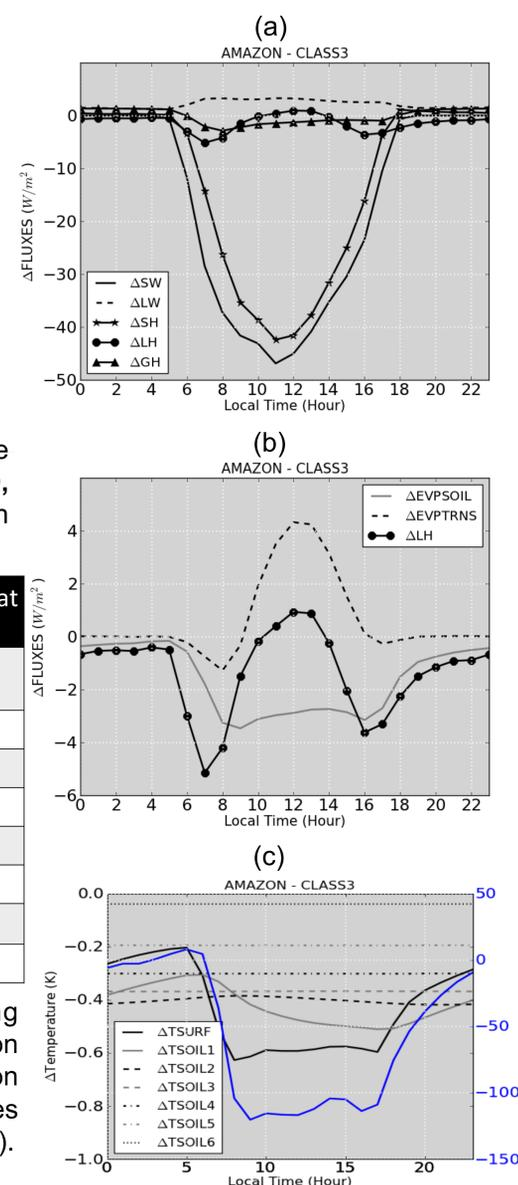 (a)
AMAZON - CLASS3
ΔFLUXES (W/m²)
0
−10
−20
−30
−40
−50
ΔSW
ΔLW
ΔSH
ΔLH
ΔGH
0 2 4 6 8 10 12 14 16 18 20 22
Local Time (Hour)
(b)
AMAZON - CLASS3
ΔFLUXES (W/m²)
4
2
0
−2
−4
−6
ΔEVPSOIL
ΔEVPTRNS
ΔLH
0 2 4 6 8 10 12 14 16 18 20 22
Local Time (Hour)
at
(c)
AMAZON - CLASS3
ΔTemperature (K)
0.0
−0.2
−0.4
−0.6
−0.8
−1.0
50
0
−50
−100
−150
ΔTSURF
ΔTSOIL1
ΔTSOIL2
ΔTSOIL3
ΔTSOIL4
ΔTSOIL5
ΔTSOIL6
0 5 10 15 20
Local Time (Hour)
).